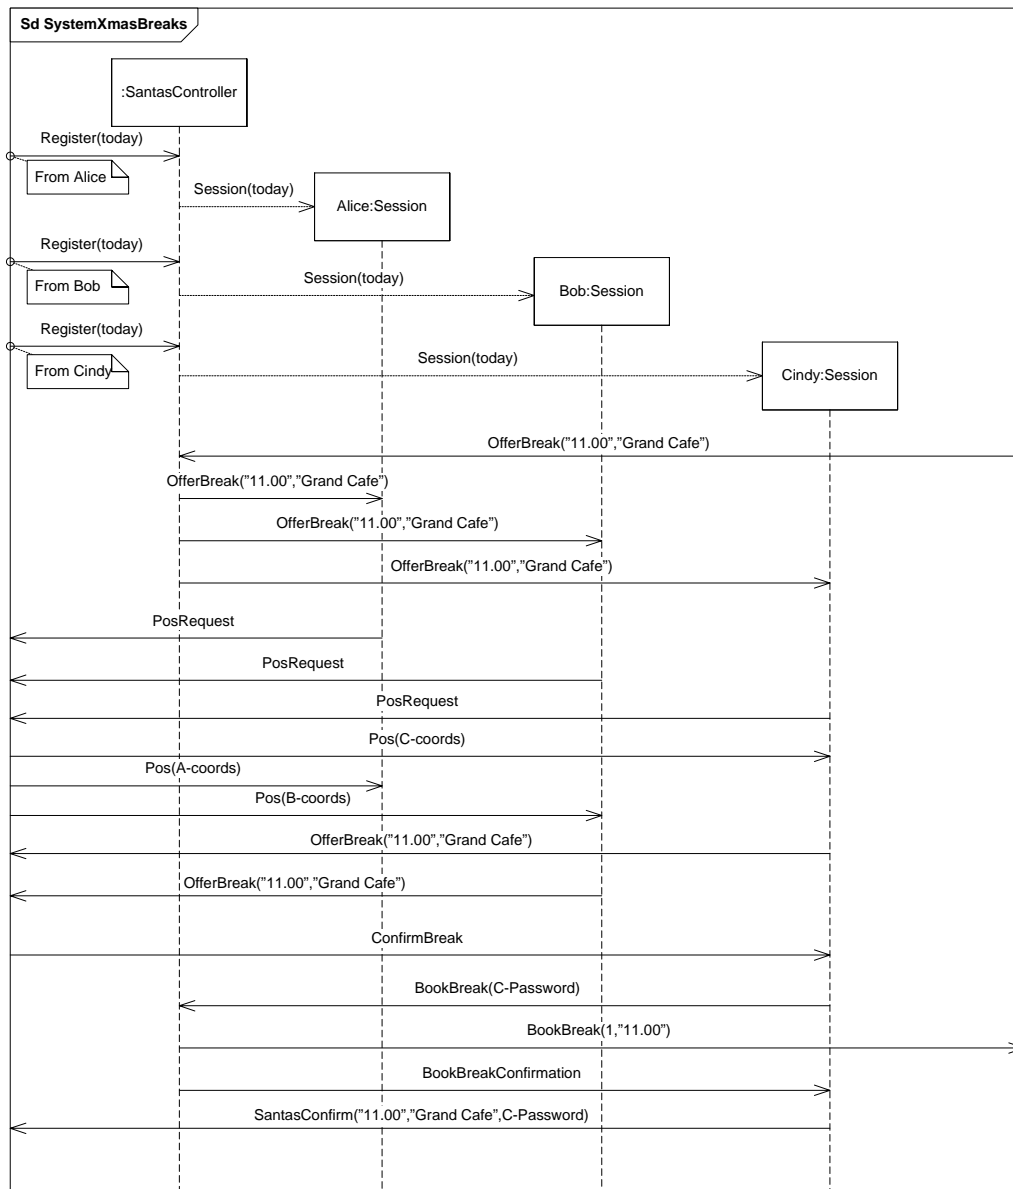 Sd SystemXmasBreaks
:SantasController
Register(today)
From Alice
Session(today)
Alice:Session
Register(today)
From Bob
Session(today)
Bob:Session
Register(today)
From Cindy
Session(today)
Cindy:Session
OfferBreak(”11.00”,”Grand Cafe”)
OfferBreak(”11.00”,”Grand Cafe”)
OfferBreak(”11.00”,”Grand Cafe”)
OfferBreak(”11.00”,”Grand Cafe”)
PosRequest
PosRequest
PosRequest
Pos(C-coords)
Pos(A-coords)
Pos(B-coords)
OfferBreak(”11.00”,”Grand Cafe”)
OfferBreak(”11.00”,”Grand Cafe”)
ConfirmBreak
BookBreak(C-Password)
BookBreak(1,”11.00”)
BookBreakConfirmation
SantasConfirm(”11.00”,”Grand Cafe”,C-Password)